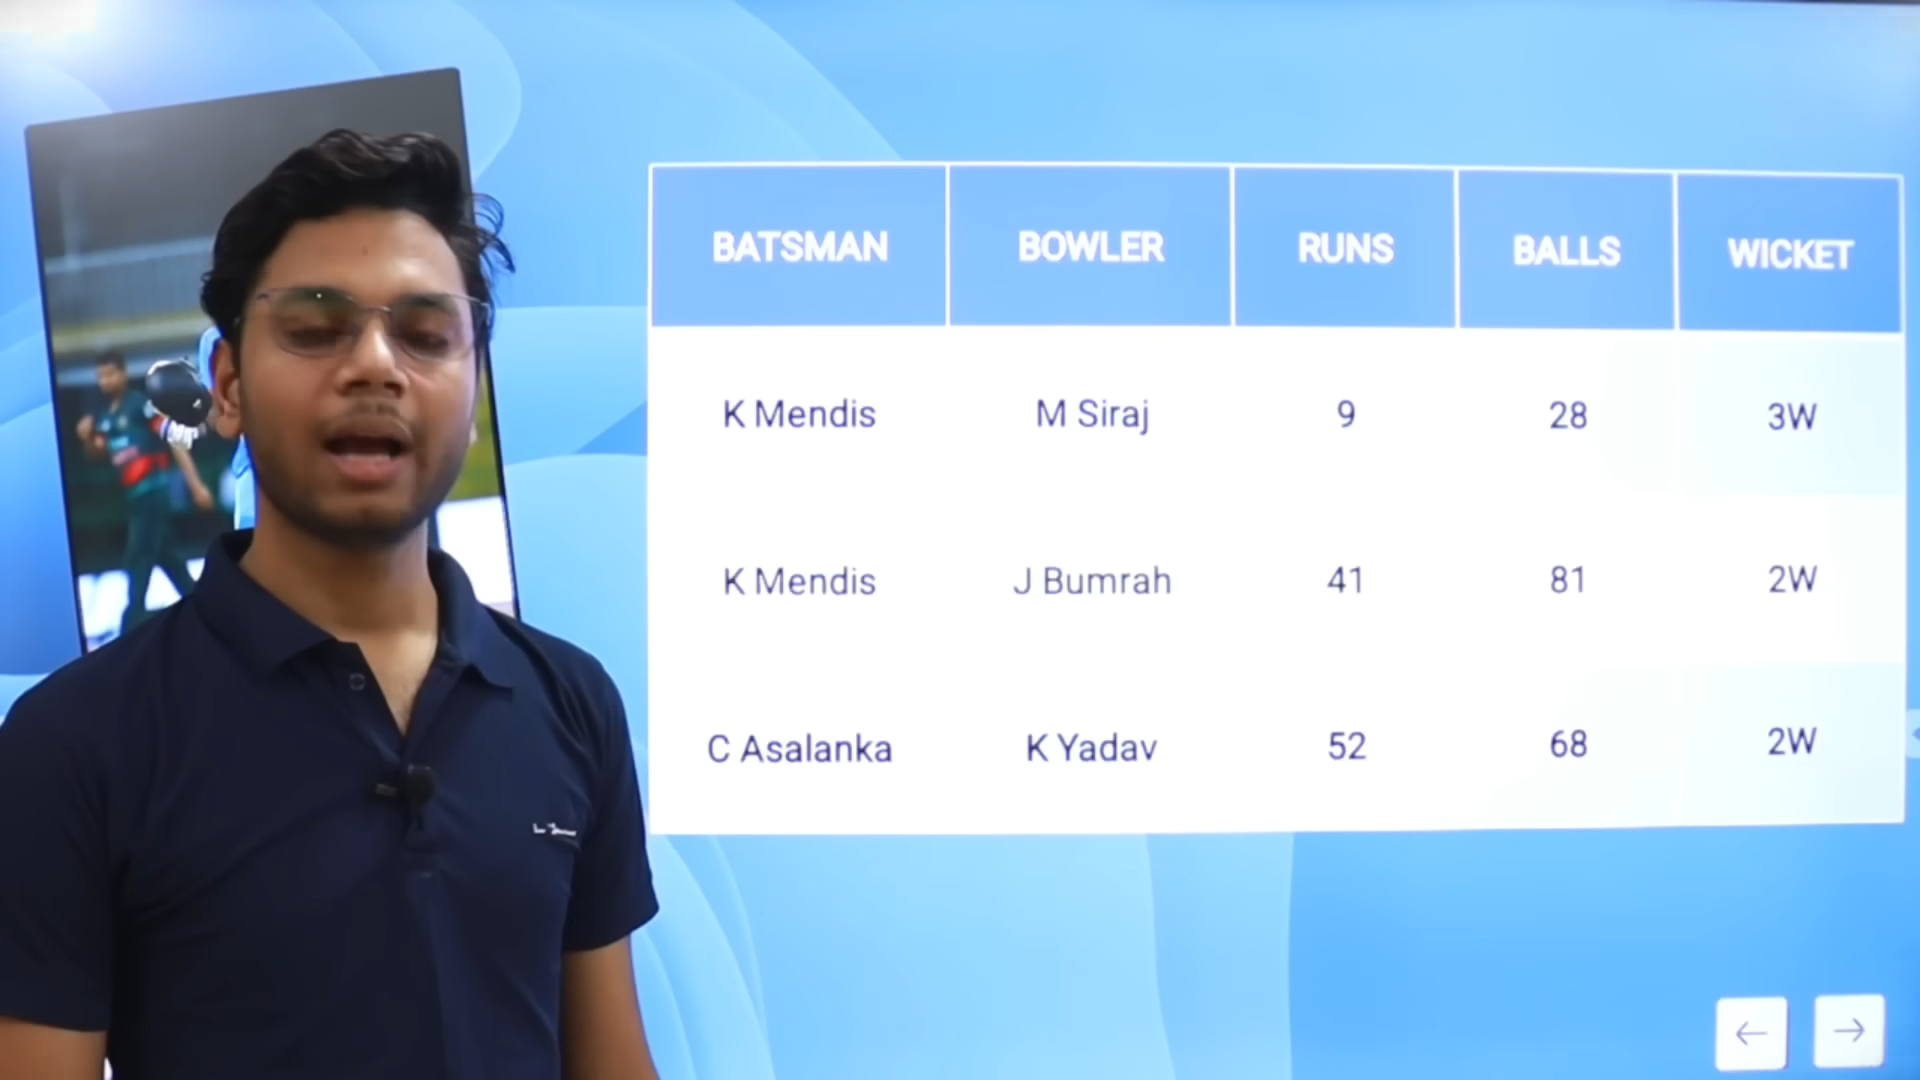 BATSMAN BOWLER RUNS BALLS WICKET
K Mendis M Siraj 9 28 3W
K Mendis J Bumrah 41 81 2W
C Asalanka K Yadav 52 68 2W